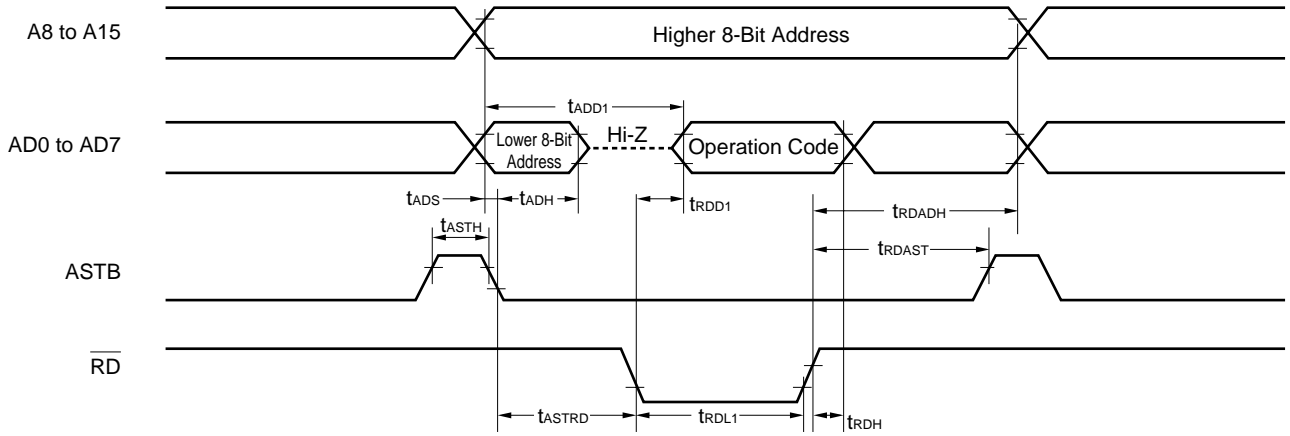 A8 to A15
Higher 8-Bit Address
tADD1
AD0 to AD7
Lower 8-Bit
Address
Hi-Z
Operation Code
tADS
tADH
tRDD1
tRDADH
tASTH
tRDAST
ASTB
RD
tASTRD
tRDL1
tRDH